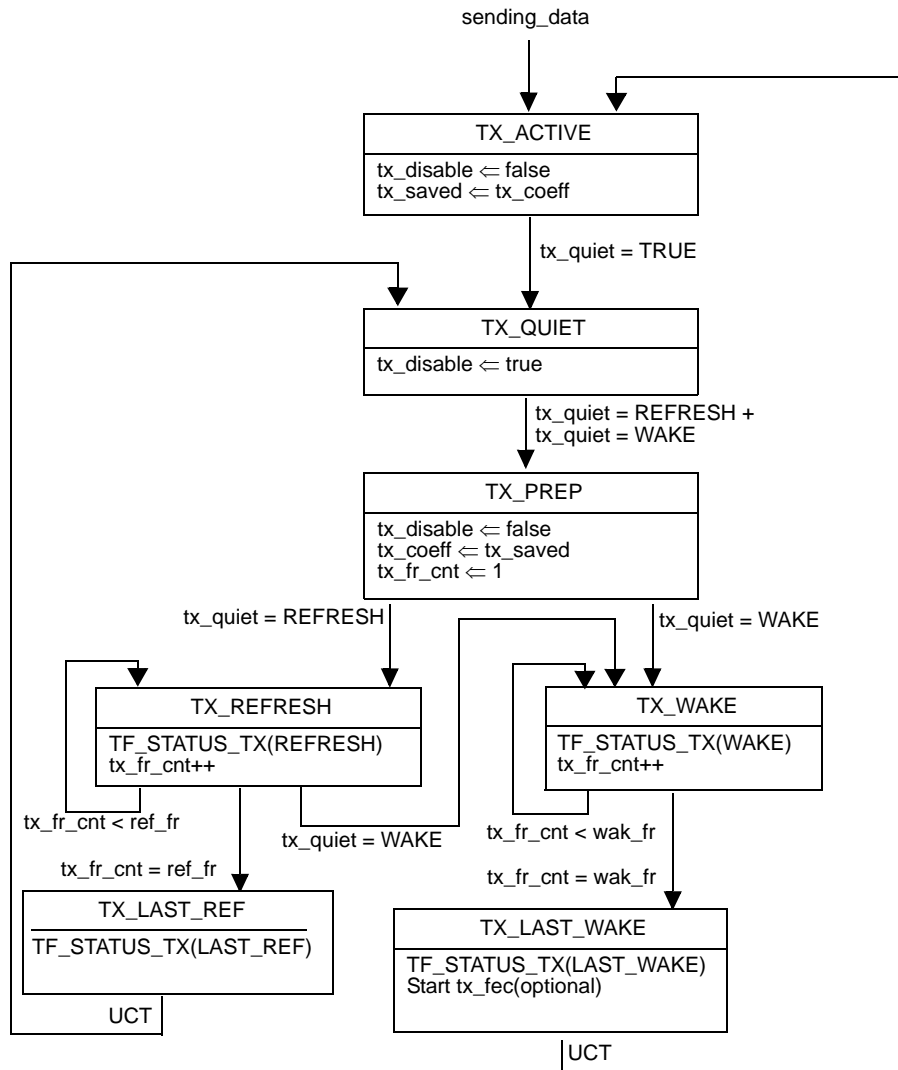 sending_data
TX_ACTIVE
tx_disable ⇐ false
tx_saved ⇐ tx_coeff
tx_quiet = TRUE
TX_QUIET
tx_disable ⇐ true
tx_quiet = REFRESH +
tx_quiet = WAKE
TX_PREP
tx_disable ⇐ false
tx_coeff ⇐ tx_saved
tx_fr_cnt ⇐ 1
tx_quiet = REFRESH
tx_quiet = WAKE
TX_REFRESH
TF_STATUS_TX(REFRESH)
tx_fr_cnt++
TX_WAKE
TF_STATUS_TX(WAKE)
tx_fr_cnt++
tx_fr_cnt < ref_fr
tx_quiet = WAKE
tx_fr_cnt < wak_fr
tx_fr_cnt = ref_fr
tx_fr_cnt = wak_fr
TX_LAST_REF
TF_STATUS_TX(LAST_REF)
TX_LAST_WAKE
TF_STATUS_TX(LAST_WAKE)
Start tx_fec(optional)
UCT
UCT